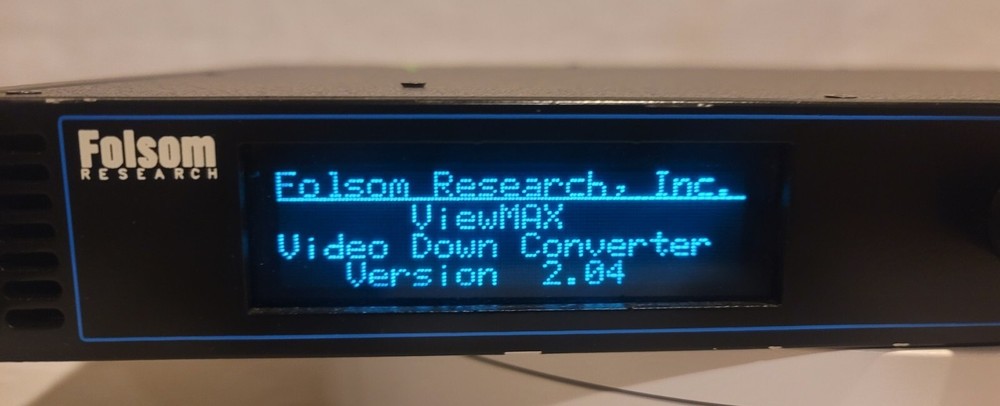 Folsom
RESEARCH
Folsom Research, Inc.
ViewMAX
Video Down Converter
Version 2.04